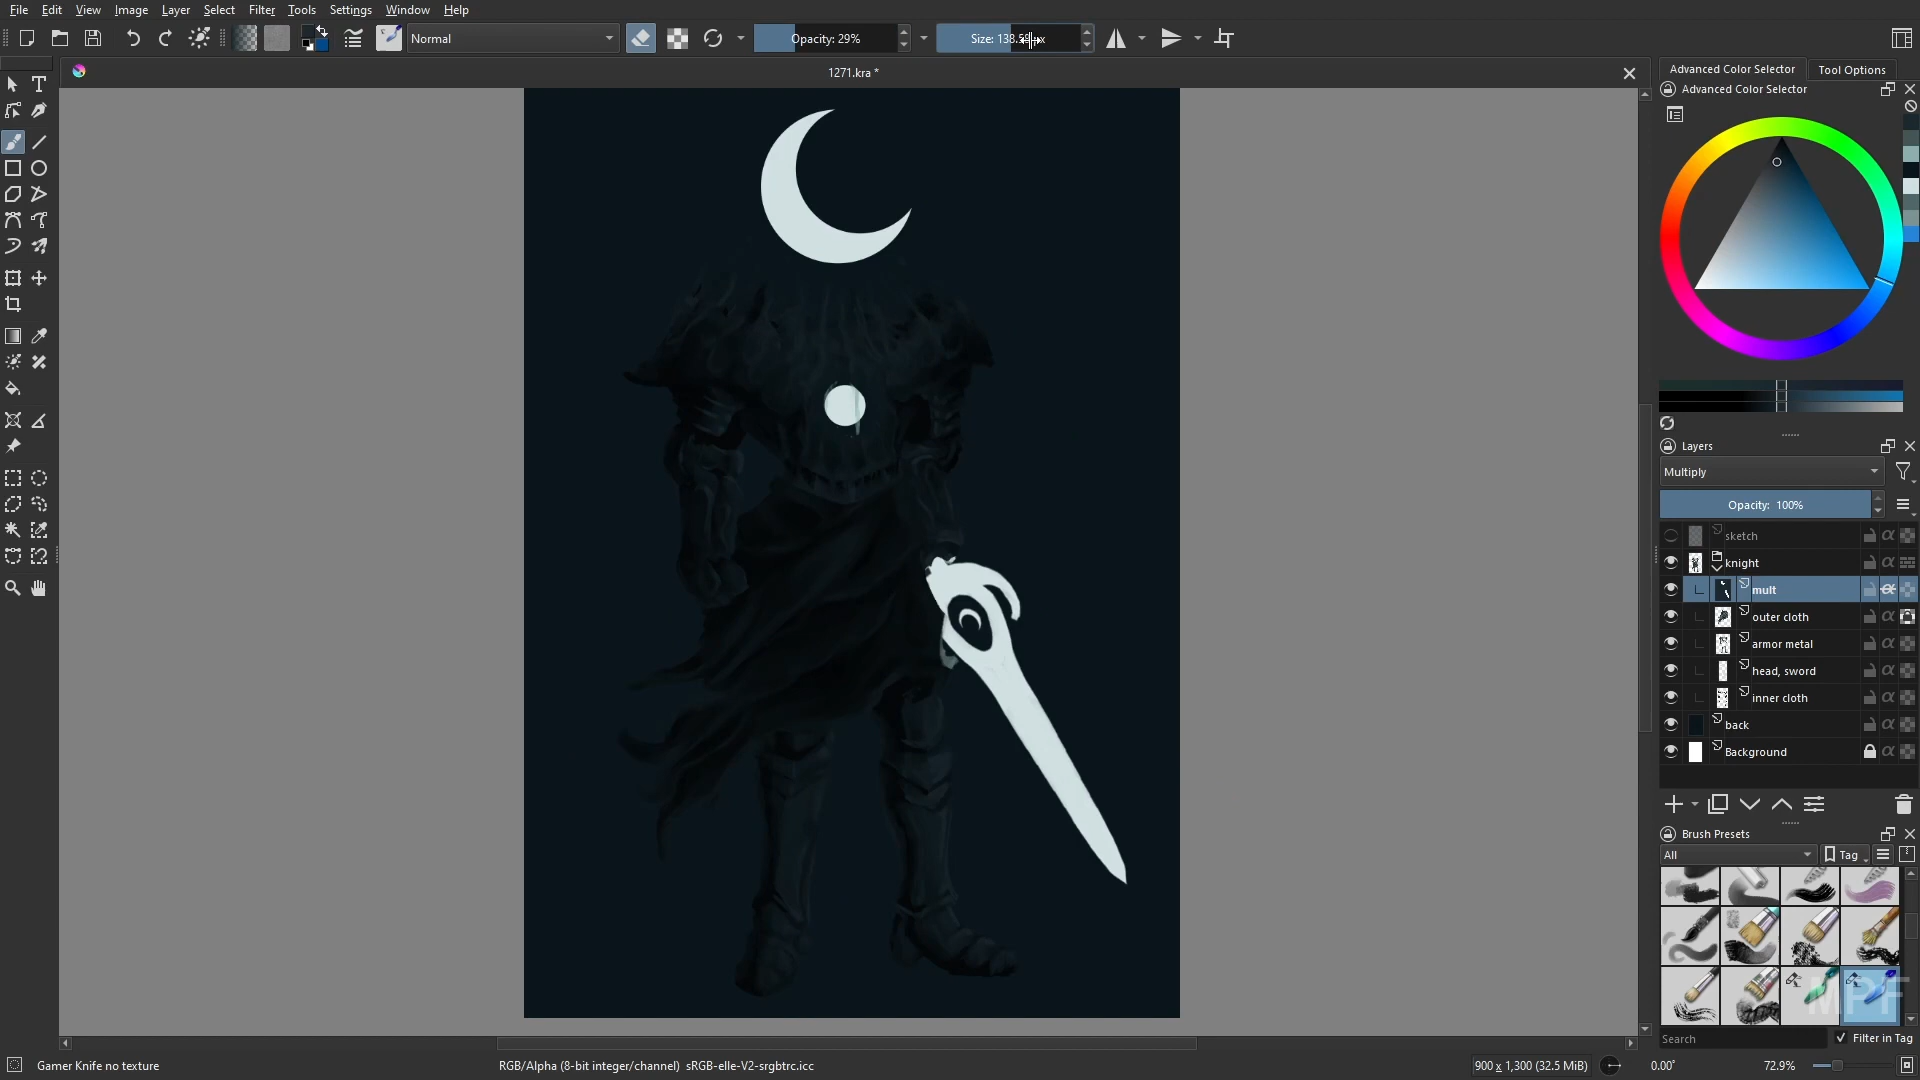 File Edit View Image Layer Select Filter Tools Settings Window Help
Normal
Opacity: 29%
1271.kra *
Advanced Color Selector
Tool Options
Advanced Color Selector
Layers
Multiply
Opacity: 100%
sketch
knight
mult
outer cloth
armor metal
head, sword
inner cloth
back
Background
Brush Presets
All
Tag
MPF
Search
Filter in Tag
Gamer Knife no texture
RGB/Alpha (8-bit integer/channel) sRGB-elle-V2-srgbtrc.icc
900 x 1,300 (32.5 MiB)
0.00°
72.9%